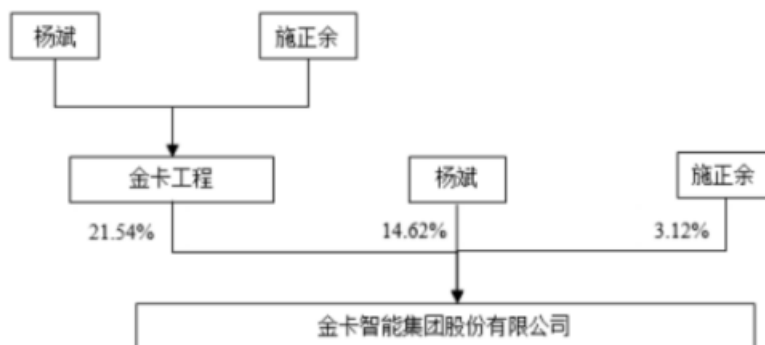 杨斌
施正余
金卡工程
杨斌
施正余
21.54%
14.62%
3.12%
金卡智能集团股份有限公司